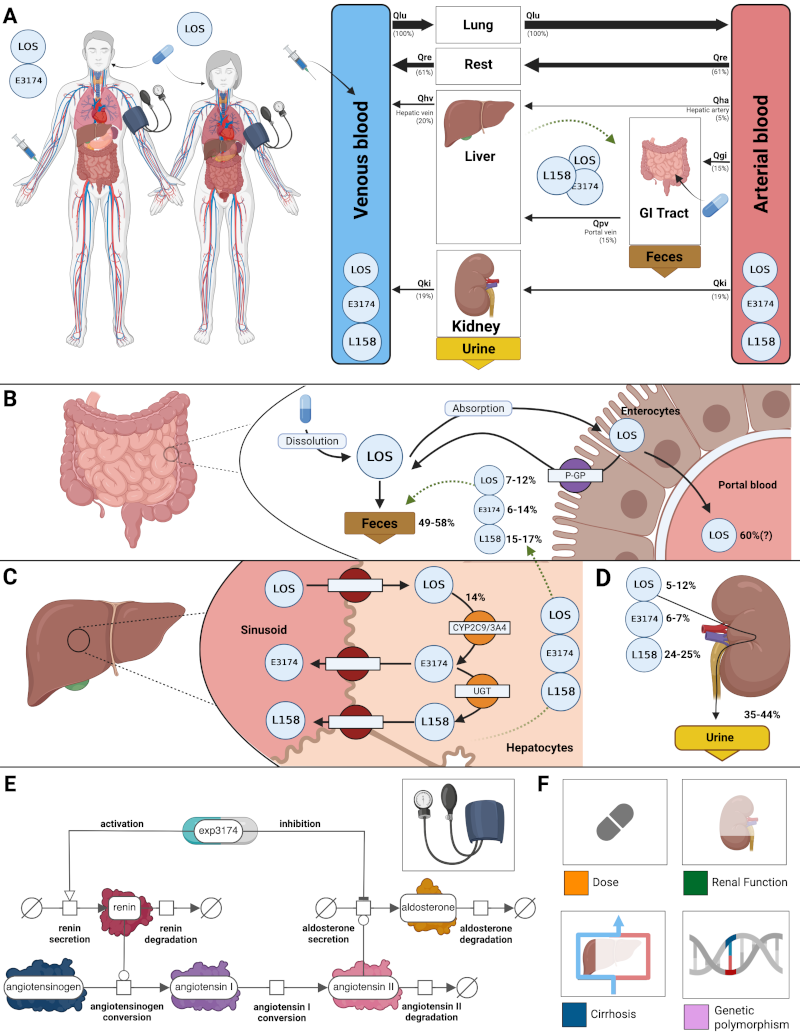 A
LOS
E3174
LOS
Venous blood
LOS
E3174
L158
Qlu
(100%)
Lung
Qlu
(100%)
Qre
(61%)
Rest
Qre
(61%)
Qhv
Hepatic vein
(20%)
Liver
Qha
Hepatic artery
(5%)
LOS
L158
E3174
Qgi
(15%)
GI Tract
Qpv
Portal vein
(15%)
Feces
Qki
(19%)
Kidney
Qki
(19%)
Urine
Arterial blood
LOS
E3174
L158
B
Dissolution
Absorption
LOS
Enterocytes
LOS
P-GP
LOS
7-12%
E3174
6-14%
L158
15-17%
Feces
49-58%
Portal blood
LOS
60%(?)
C
Sinusoid
LOS
LOS
14%
CYP2C9/3A4
E3174
E3174
UGT
L158
L158
LOS
E3174
L158
Hepatocytes
D
LOS
5-12%
E3174
6-7%
L158
24-25%
35-44%
Urine
E
activation
exp3174
inhibition
renin
secretion
renin
renin
degradation
aldosterone
secretion
aldosterone
aldosterone
degradation
angiotensinogen
angiotensinogen
conversion
angiotensin I
angiotensin I
conversion
angiotensin II
angiotensin II
degradation
F
Dose
Renal Function
Cirrhosis
Genetic
polymorphism